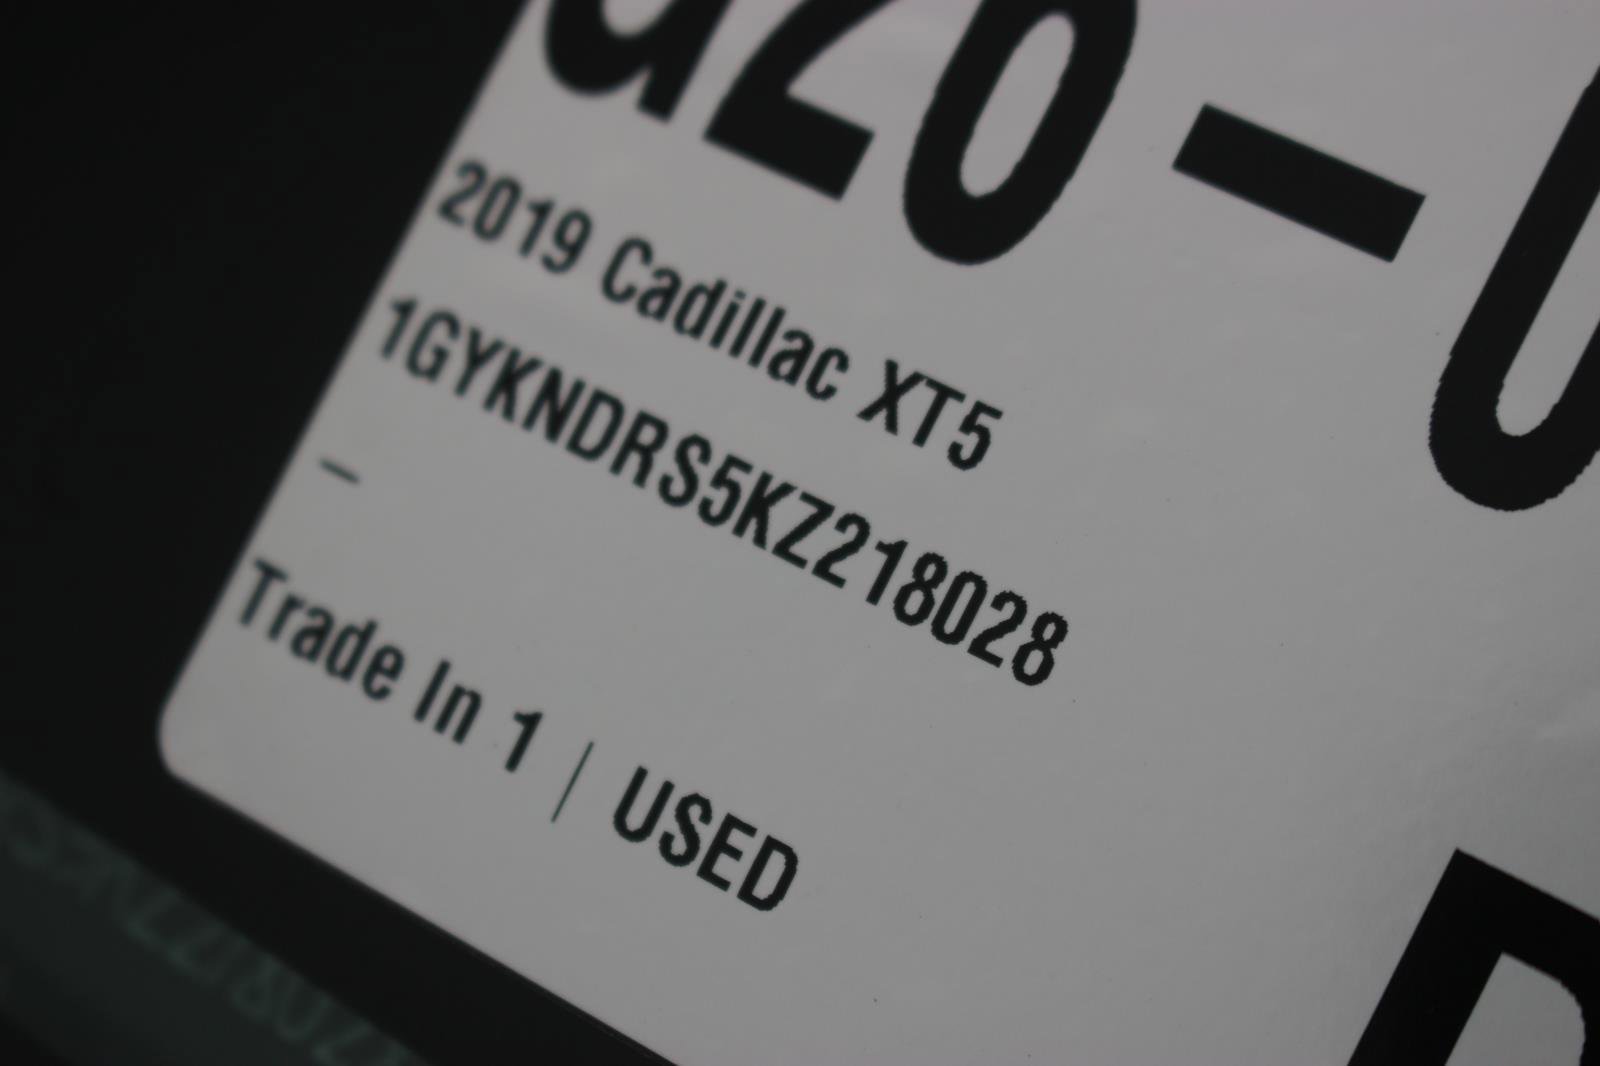 2019 Cadillac XT5
1GYKNDRS5KZ218028
–
Trade In 1 | USED